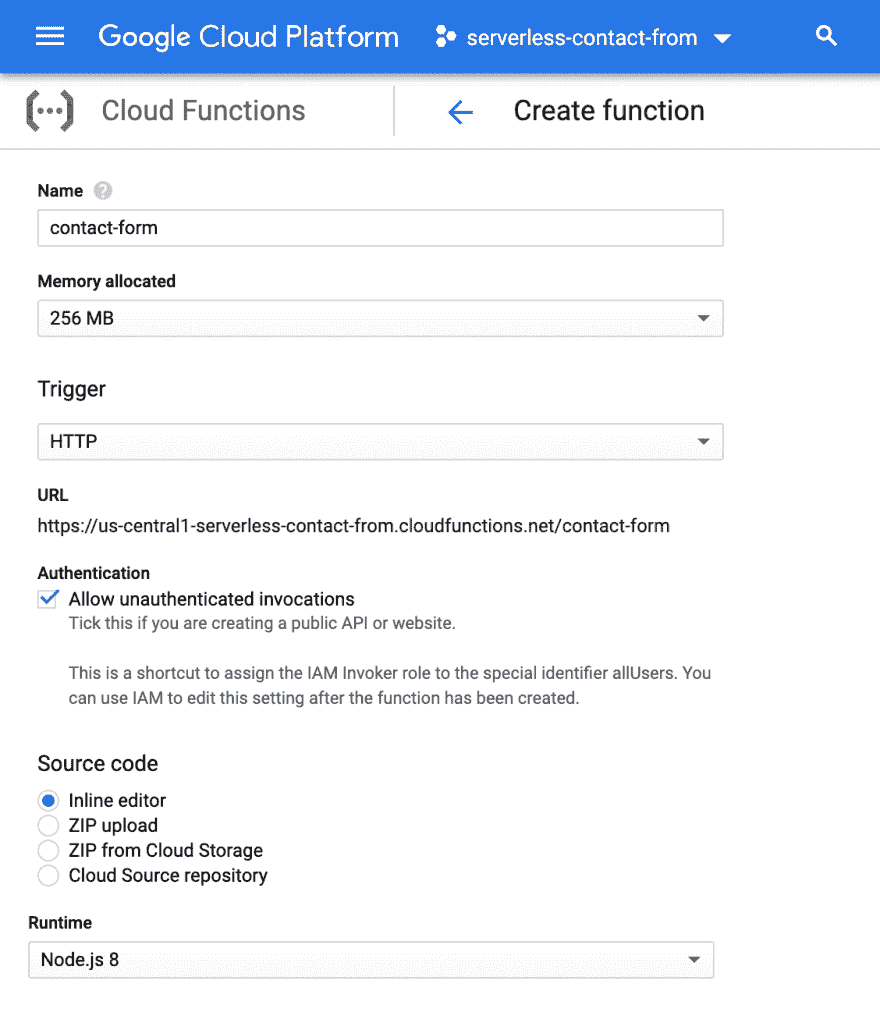 Google Cloud Platform serverless-contact-from
Cloud Functions Create function
Name ?
contact-form
Memory allocated
256 MB
Trigger
HTTP
URL
https://us-central1-serverless-contact-from.cloudfunctions.net/contact-form
Authentication
Allow unauthenticated invocations
Tick this if you are creating a public API or website.
This is a shortcut to assign the IAM Invoker role to the special identifier allUsers. You
can use IAM to edit this setting after the function has been created.
Source code
Inline editor
ZIP upload
ZIP from Cloud Storage
Cloud Source repository
Runtime
Node.js 8